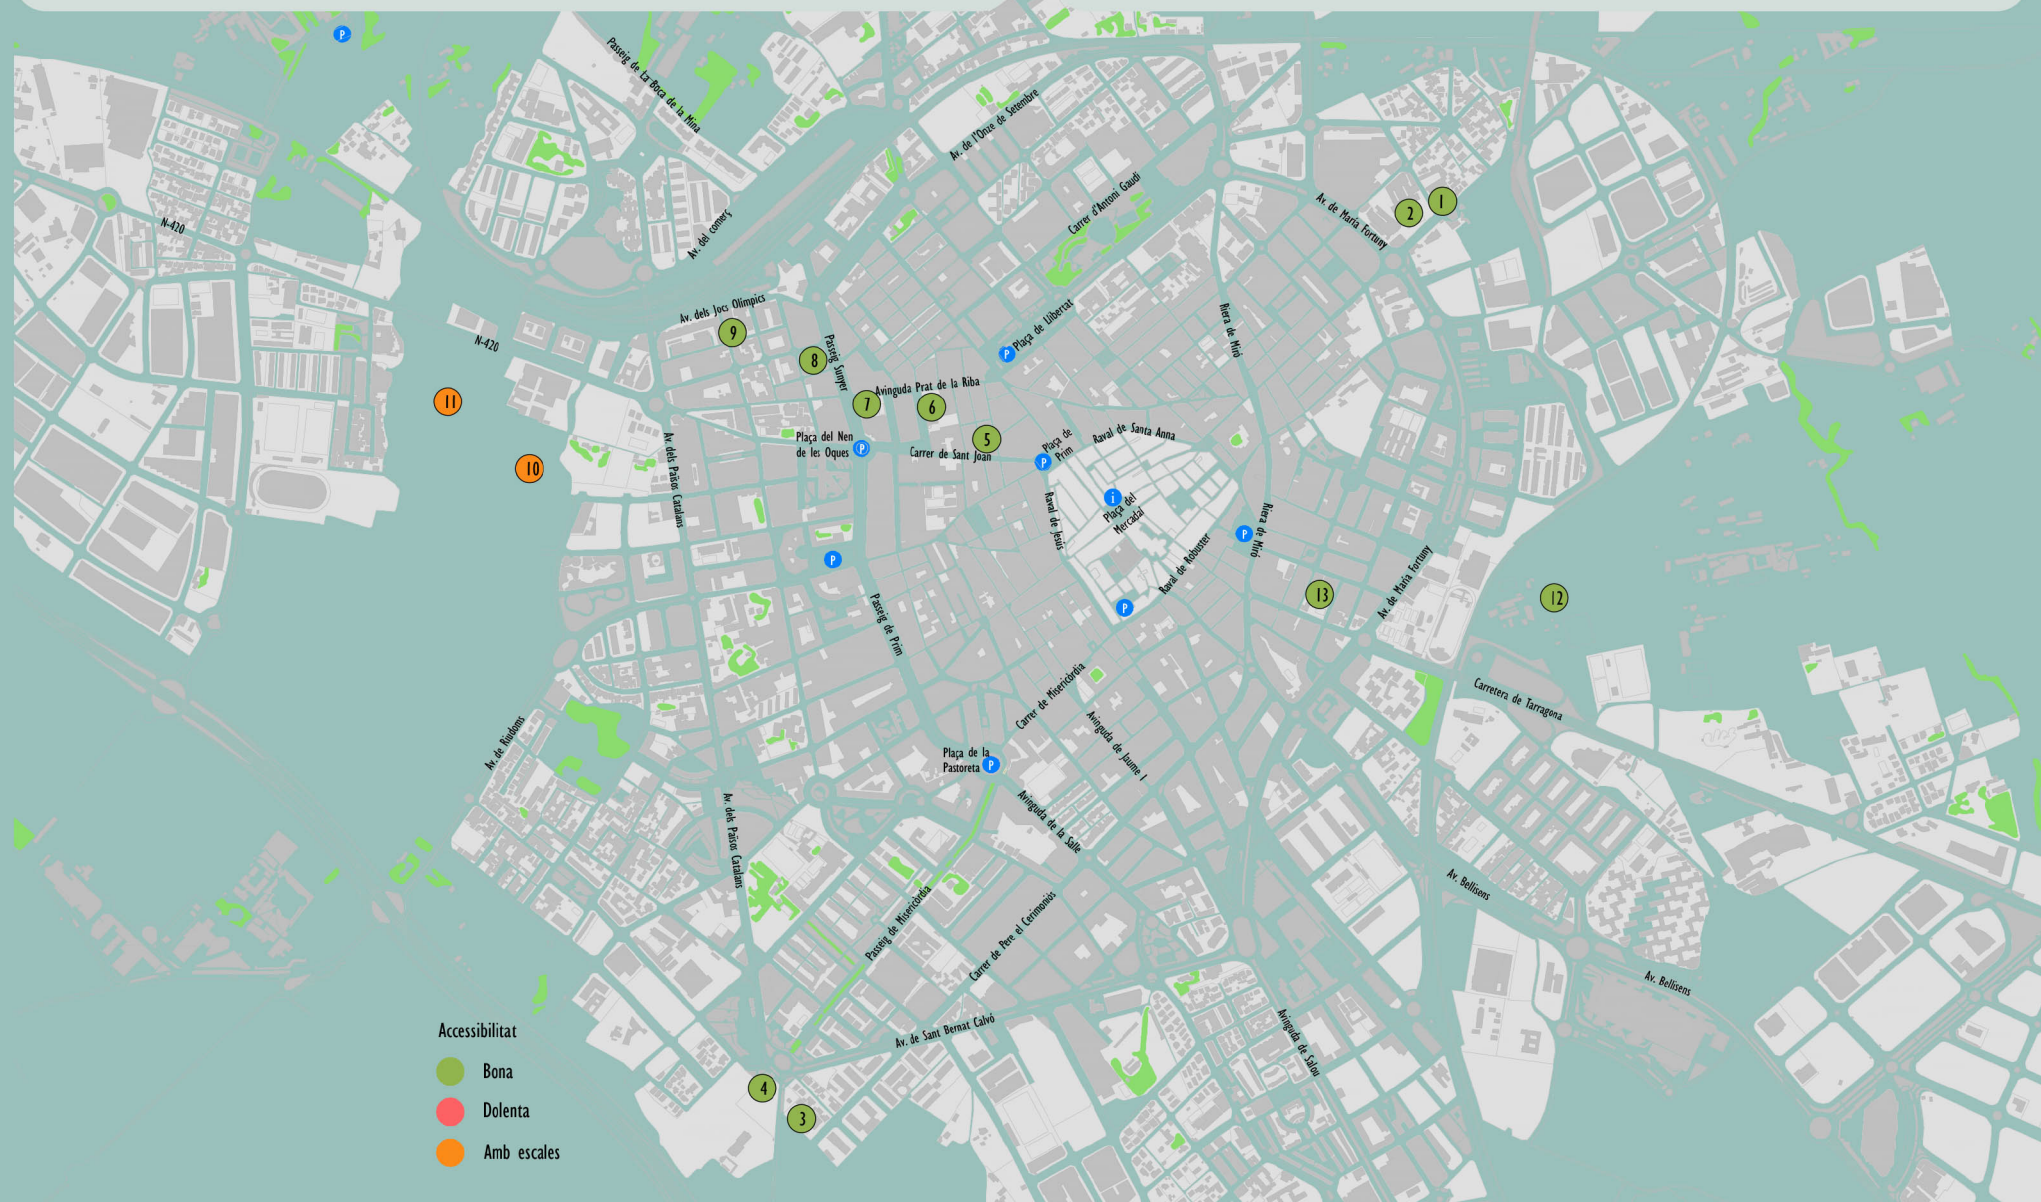 P
Passeig de La Boca de la Mina
Av. de l'Onze de Setembre
Carrer d'Antoni Gaudí
N-420
Av. del comerç
Av. de María Fortuny
1
2
Av. dels Jocs Olímpics
9
N-420
Passeig Sunyer
8
P
Plaça de Llibertat
Riera de Miró
11
Avinguda Prat de la Riba
7
6
10
Av. dels Països Catalans
Plaça del Nen
de les Oques
P
5
Carrer de Sant Joan
Plaça de
Prim
P
Raval de Santa Anna
i
Plaça del
Mercadal
Raval de Jesús
P
Riera de Miró
P
Raval de Robuster
P
Passeig de Prim
13
Av. de María Fortuny
12
Carrer de Misericòrdia
Carretera de Tarragona
Av. de Riudoms
Avinguda de Jaume I
Plaça de la
Pastoreta
P
Avinguda de la Salle
Av. dels Països Catalans
Passeig de Misericòrdia
Carrer de Pere el Cerimoniós
Av. Bellisens
Av. Bellisens
Av. de Sant Bernat Calvó
Avinguda de Salou
4
3
Accessibilitat
Bona
Dolenta
Amb escales